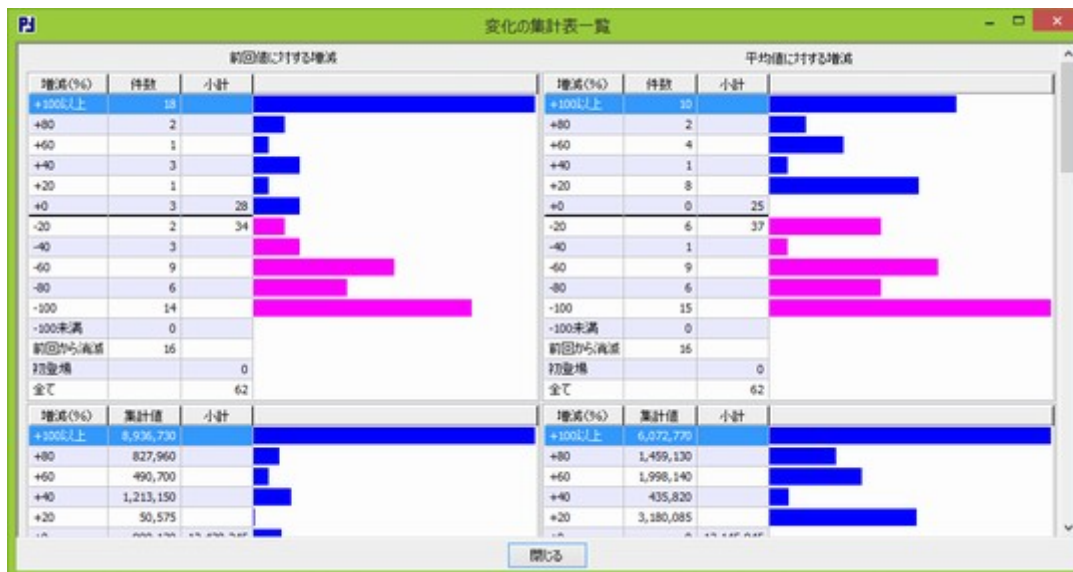 変化の集計表一覧
前回値に対する増減 平均値に対する増減
増減(%) 件数 小計 増減(%) 件数 小計
+100以上 18 +100以上 10
+80 2 +80 2
+60 1 +60 4
+40 3 +40 1
+20 1 +20 8
+0 3 28 +0 0 25
-20 2 34 -20 6 37
-40 3 -40 1
-60 9 -60 9
-80 6 -80 6
-100 14 -100 15
-100未満 0 -100未満 0
前回から消滅 16 前回から消滅 16
初登場 0 初登場 0
全て 62 全て 62
増減(%) 集計値 小計 増減(%) 集計値 小計
+100以上 8,936,730 +100以上 6,072,770
+80 827,960 +80 1,459,130
+60 490,700 +60 1,998,140
+40 1,213,150 +40 435,820
+20 50,575 +20 3,180,085
閉じる